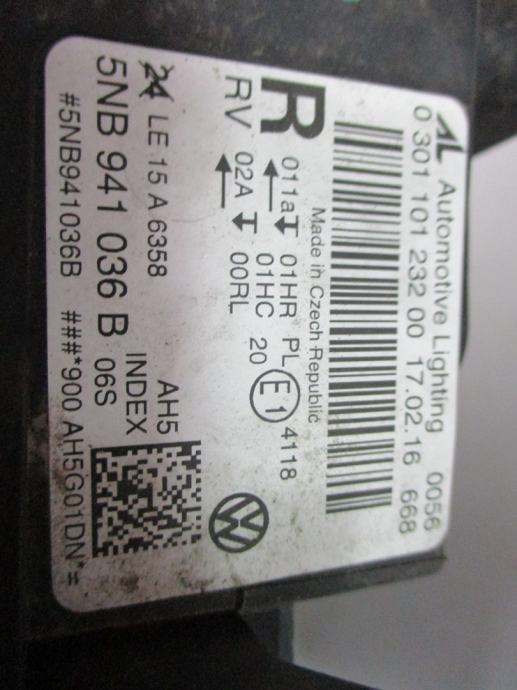 AL Automotive Lighting 0056
0 301 101 232 00 17.02.16 668
Made in Czech Republic
R 011a 01HR PL E1 4118
RV 02A 01HC 20
00RL
24 LE 15 A 6358 AH5
5NB 941 036 B INDEX 06S
#5NB941036B ###*900 AH5G01DN*=